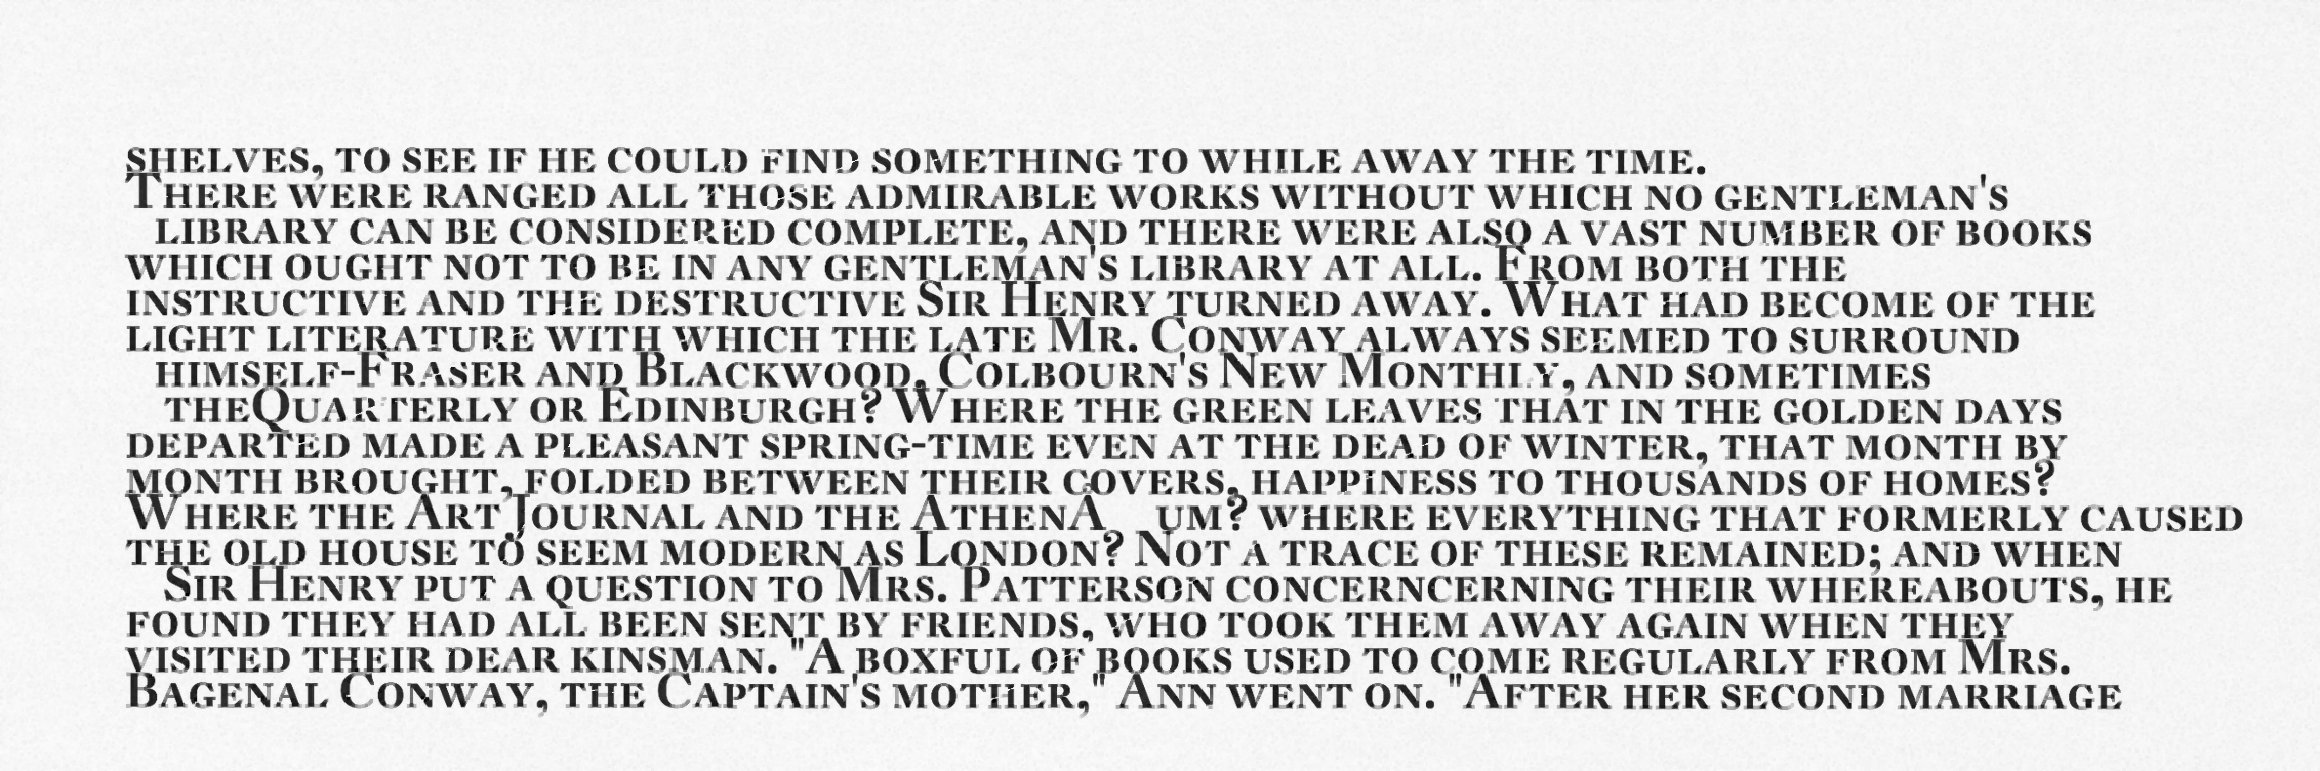 shelves, to see if he could find something to while away the time.
There were ranged all those admirable works without which no gentleman's
library can be considered complete, and there were also a vast number of books
which ought not to be in any gentleman's library at all. From both the
instructive and the destructive Sir Henry turned away. What had become of the
light literature with which the late Mr. Conway always seemed to surround
himself-Fraser and Blackwood, Colbourn's New Monthly, and sometimes
theQuarterly or Edinburgh? Where the green leaves that in the golden days
departed made a pleasant spring-time even at the dead of winter, that month by
month brought, folded between their covers, happiness to thousands of homes?
Where the Art Journal and the AthenÃ um? where everything that formerly caused
the old house to seem modern as London? Not a trace of these remained; and when
Sir Henry put a question to Mrs. Patterson concerncerning their whereabouts, he
found they had all been sent by friends, who took them away again when they
visited their dear kinsman. "A boxful of books used to come regularly from Mrs.
Bagenal Conway, the Captain's mother," Ann went on. "After her second marriage